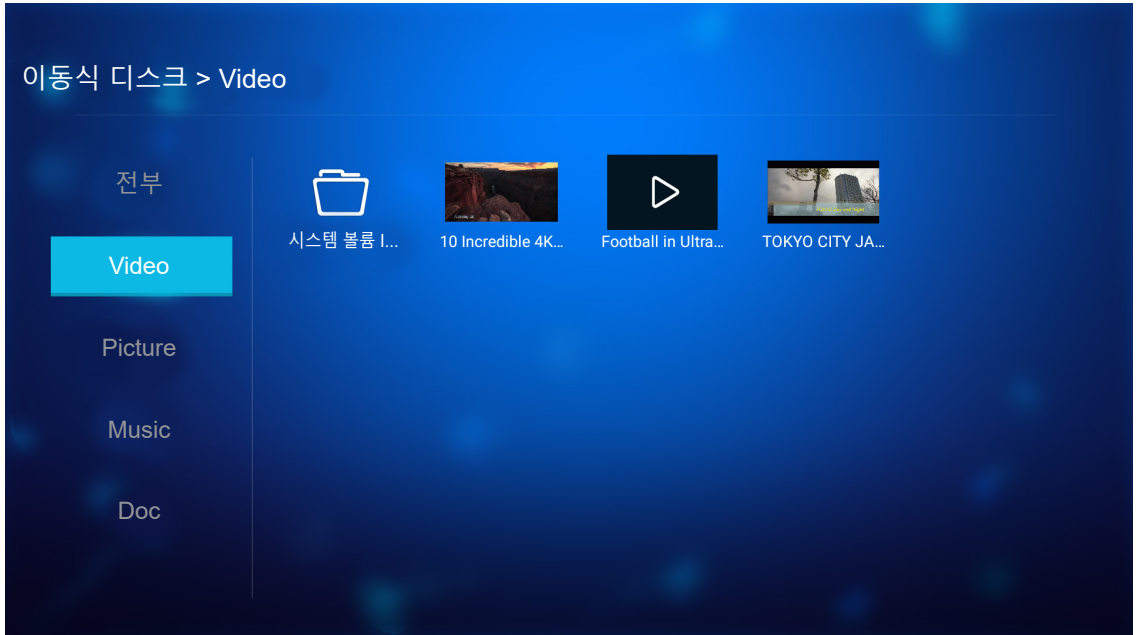 이동식 디스크 > Video
전부
Video
Picture
Music
Doc
시스템 볼륨 I...
10 Incredible 4K...
Football in Ultra...
TOKYO CITY JA...